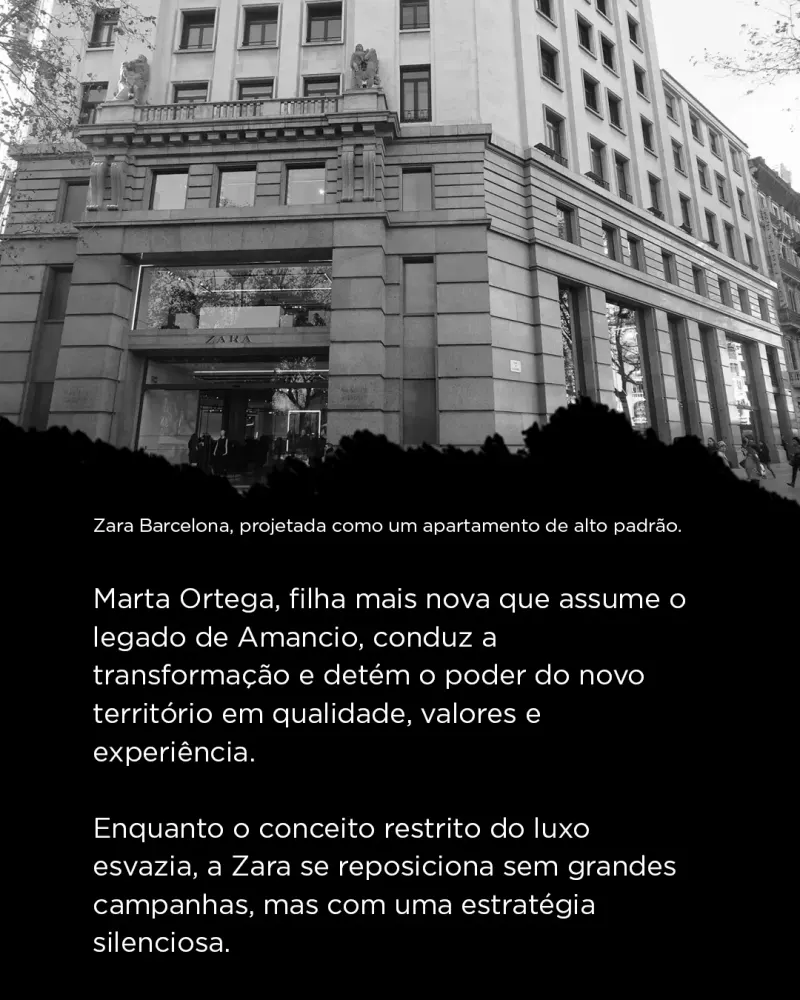 ZARA
Zara Barcelona, projetada como um apartamento de alto padrão.
Marta Ortega, filha mais nova que assume o
legado de Amancio, conduz a
transformação e detém o poder do novo
território em qualidade, valores e
experiência.
Enquanto o conceito restrito do luxo
esvazia, a Zara se reposiciona sem grandes
campanhas, mas com uma estratégia
silenciosa.